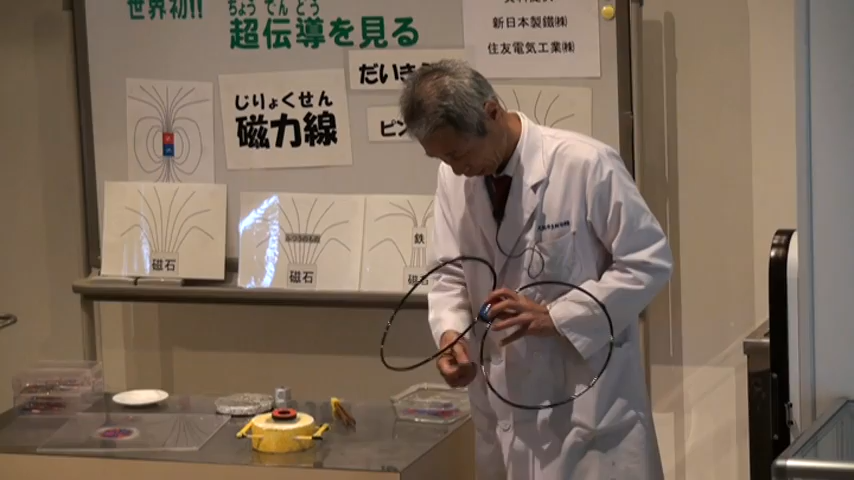 世界初!!
ちょう でん どう
超伝導を見る
新日本製鐵㈱
住友電気工業㈱
じりょくせん
磁力線
だいき
ピン
磁石
磁石
鉄
磁石